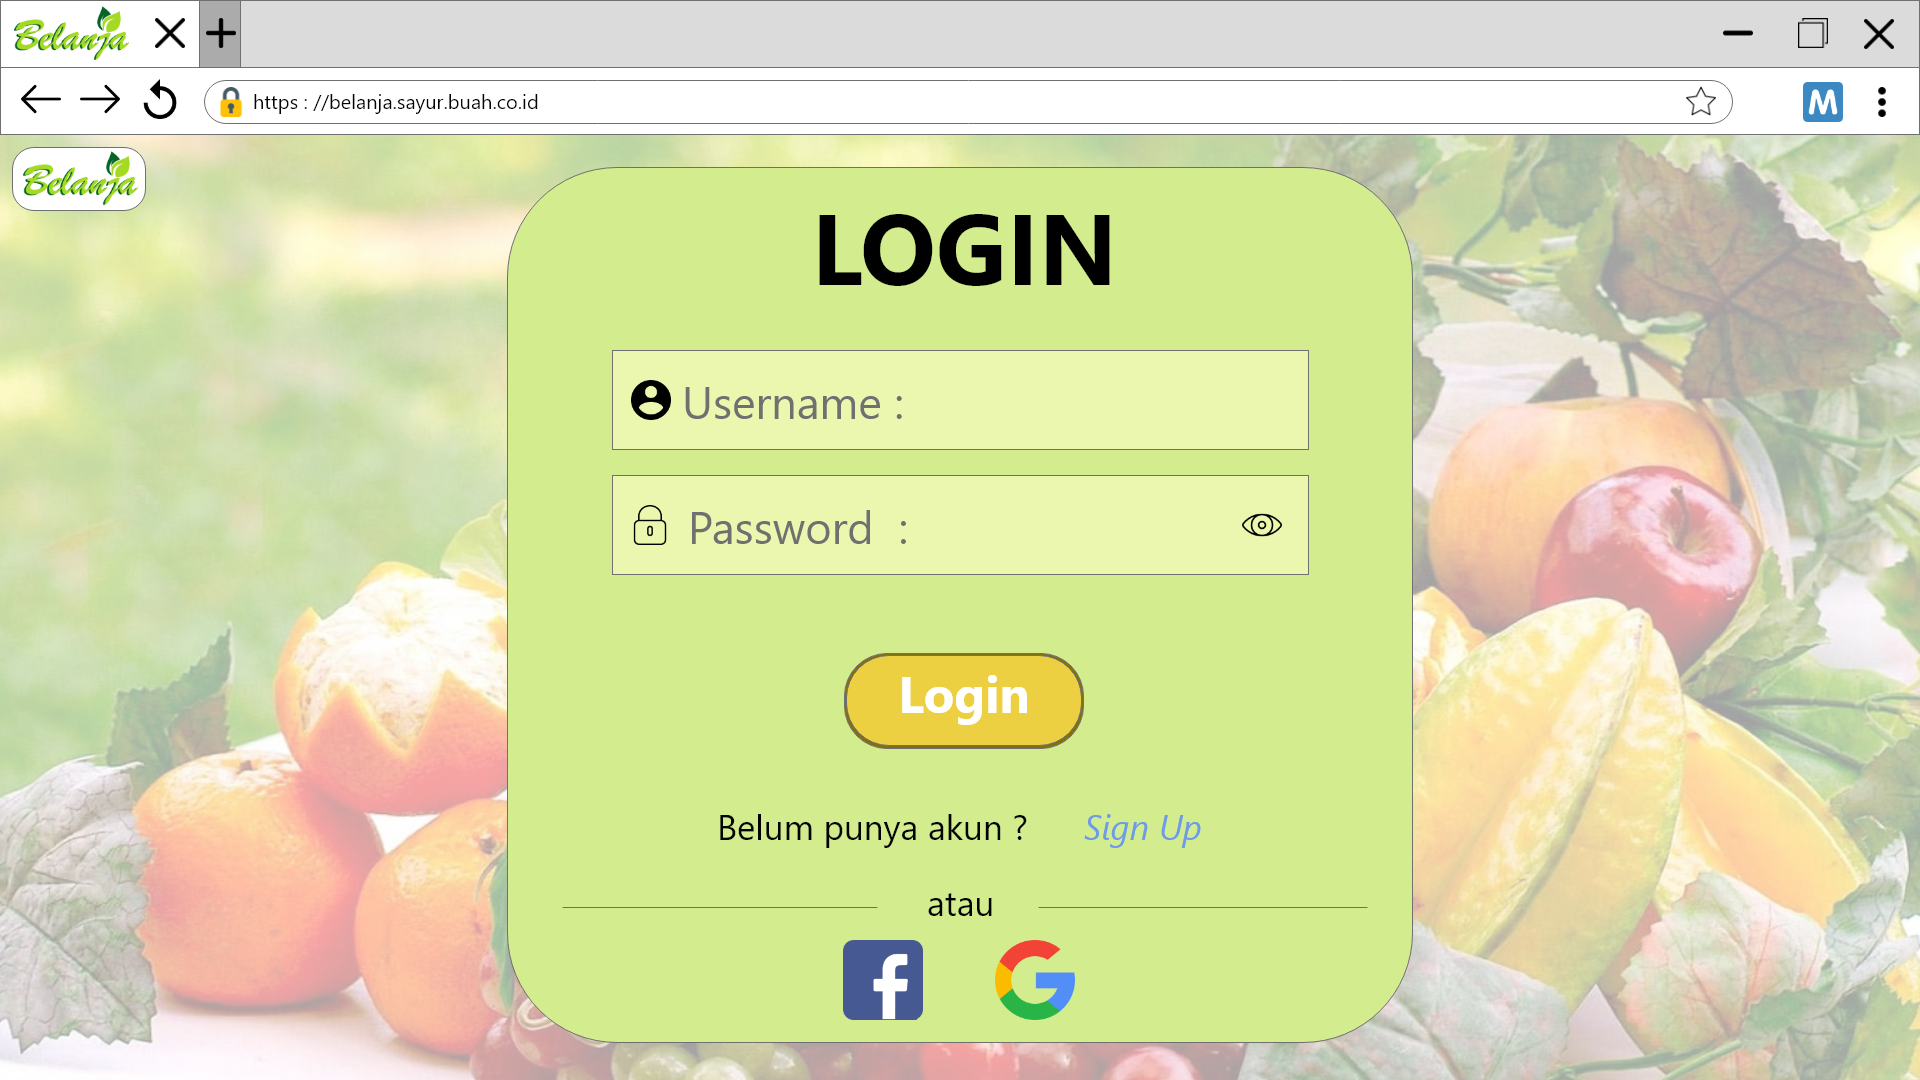 Belanja
https : //belanja.sayur.buah.co.id
M
Belanja
LOGIN
Username :
Password :
Login
Belum punya akun ? Sign Up
atau